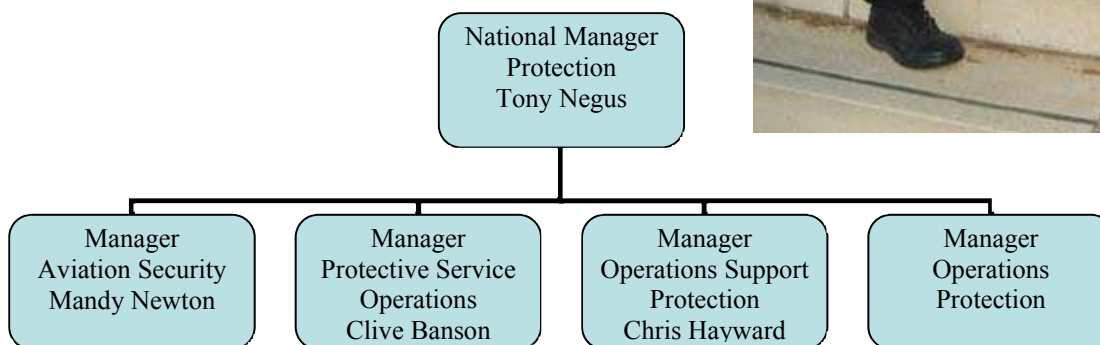 National Manager
Protection
Tony Negus
Manager
Aviation Security
Mandy Newton
Manager
Protective Service
Operations
Clive Banson
Manager
Operations Support
Protection
Chris Hayward
Manager
Operations
Protection